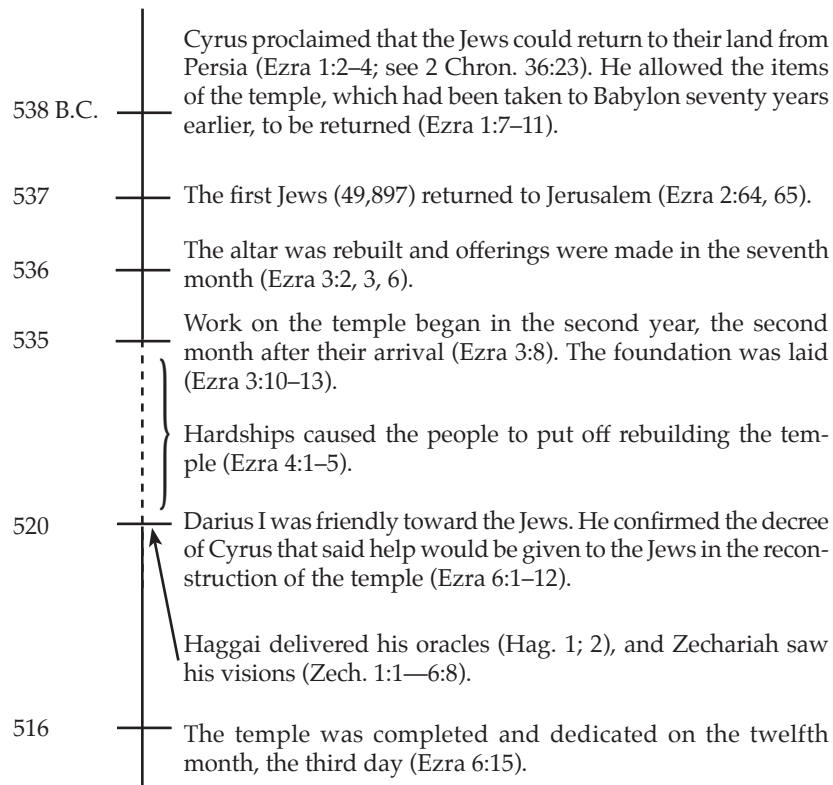 Cyrus proclaimed that the Jews could return to their land from
Persia (Ezra 1:2–4; see 2 Chron. 36:23). He allowed the items
538 B.C. of the temple, which had been taken to Babylon seventy years
earlier, to be returned (Ezra 1:7–11).
537 The first Jews (49,897) returned to Jerusalem (Ezra 2:64, 65).
The altar was rebuilt and offerings were made in the seventh
536 month (Ezra 3:2, 3, 6).
Work on the temple began in the second year, the second
535 month after their arrival (Ezra 3:8). The foundation was laid
(Ezra 3:10–13).
Hardships caused the people to put off rebuilding the tem-
ple (Ezra 4:1–5).
520 Darius I was friendly toward the Jews. He confirmed the decree
of Cyrus that said help would be given to the Jews in the recon-
struction of the temple (Ezra 6:1–12).
Haggai delivered his oracles (Hag. 1; 2), and Zechariah saw
his visions (Zech. 1:1—6:8).
516 The temple was completed and dedicated on the twelfth
month, the third day (Ezra 6:15).